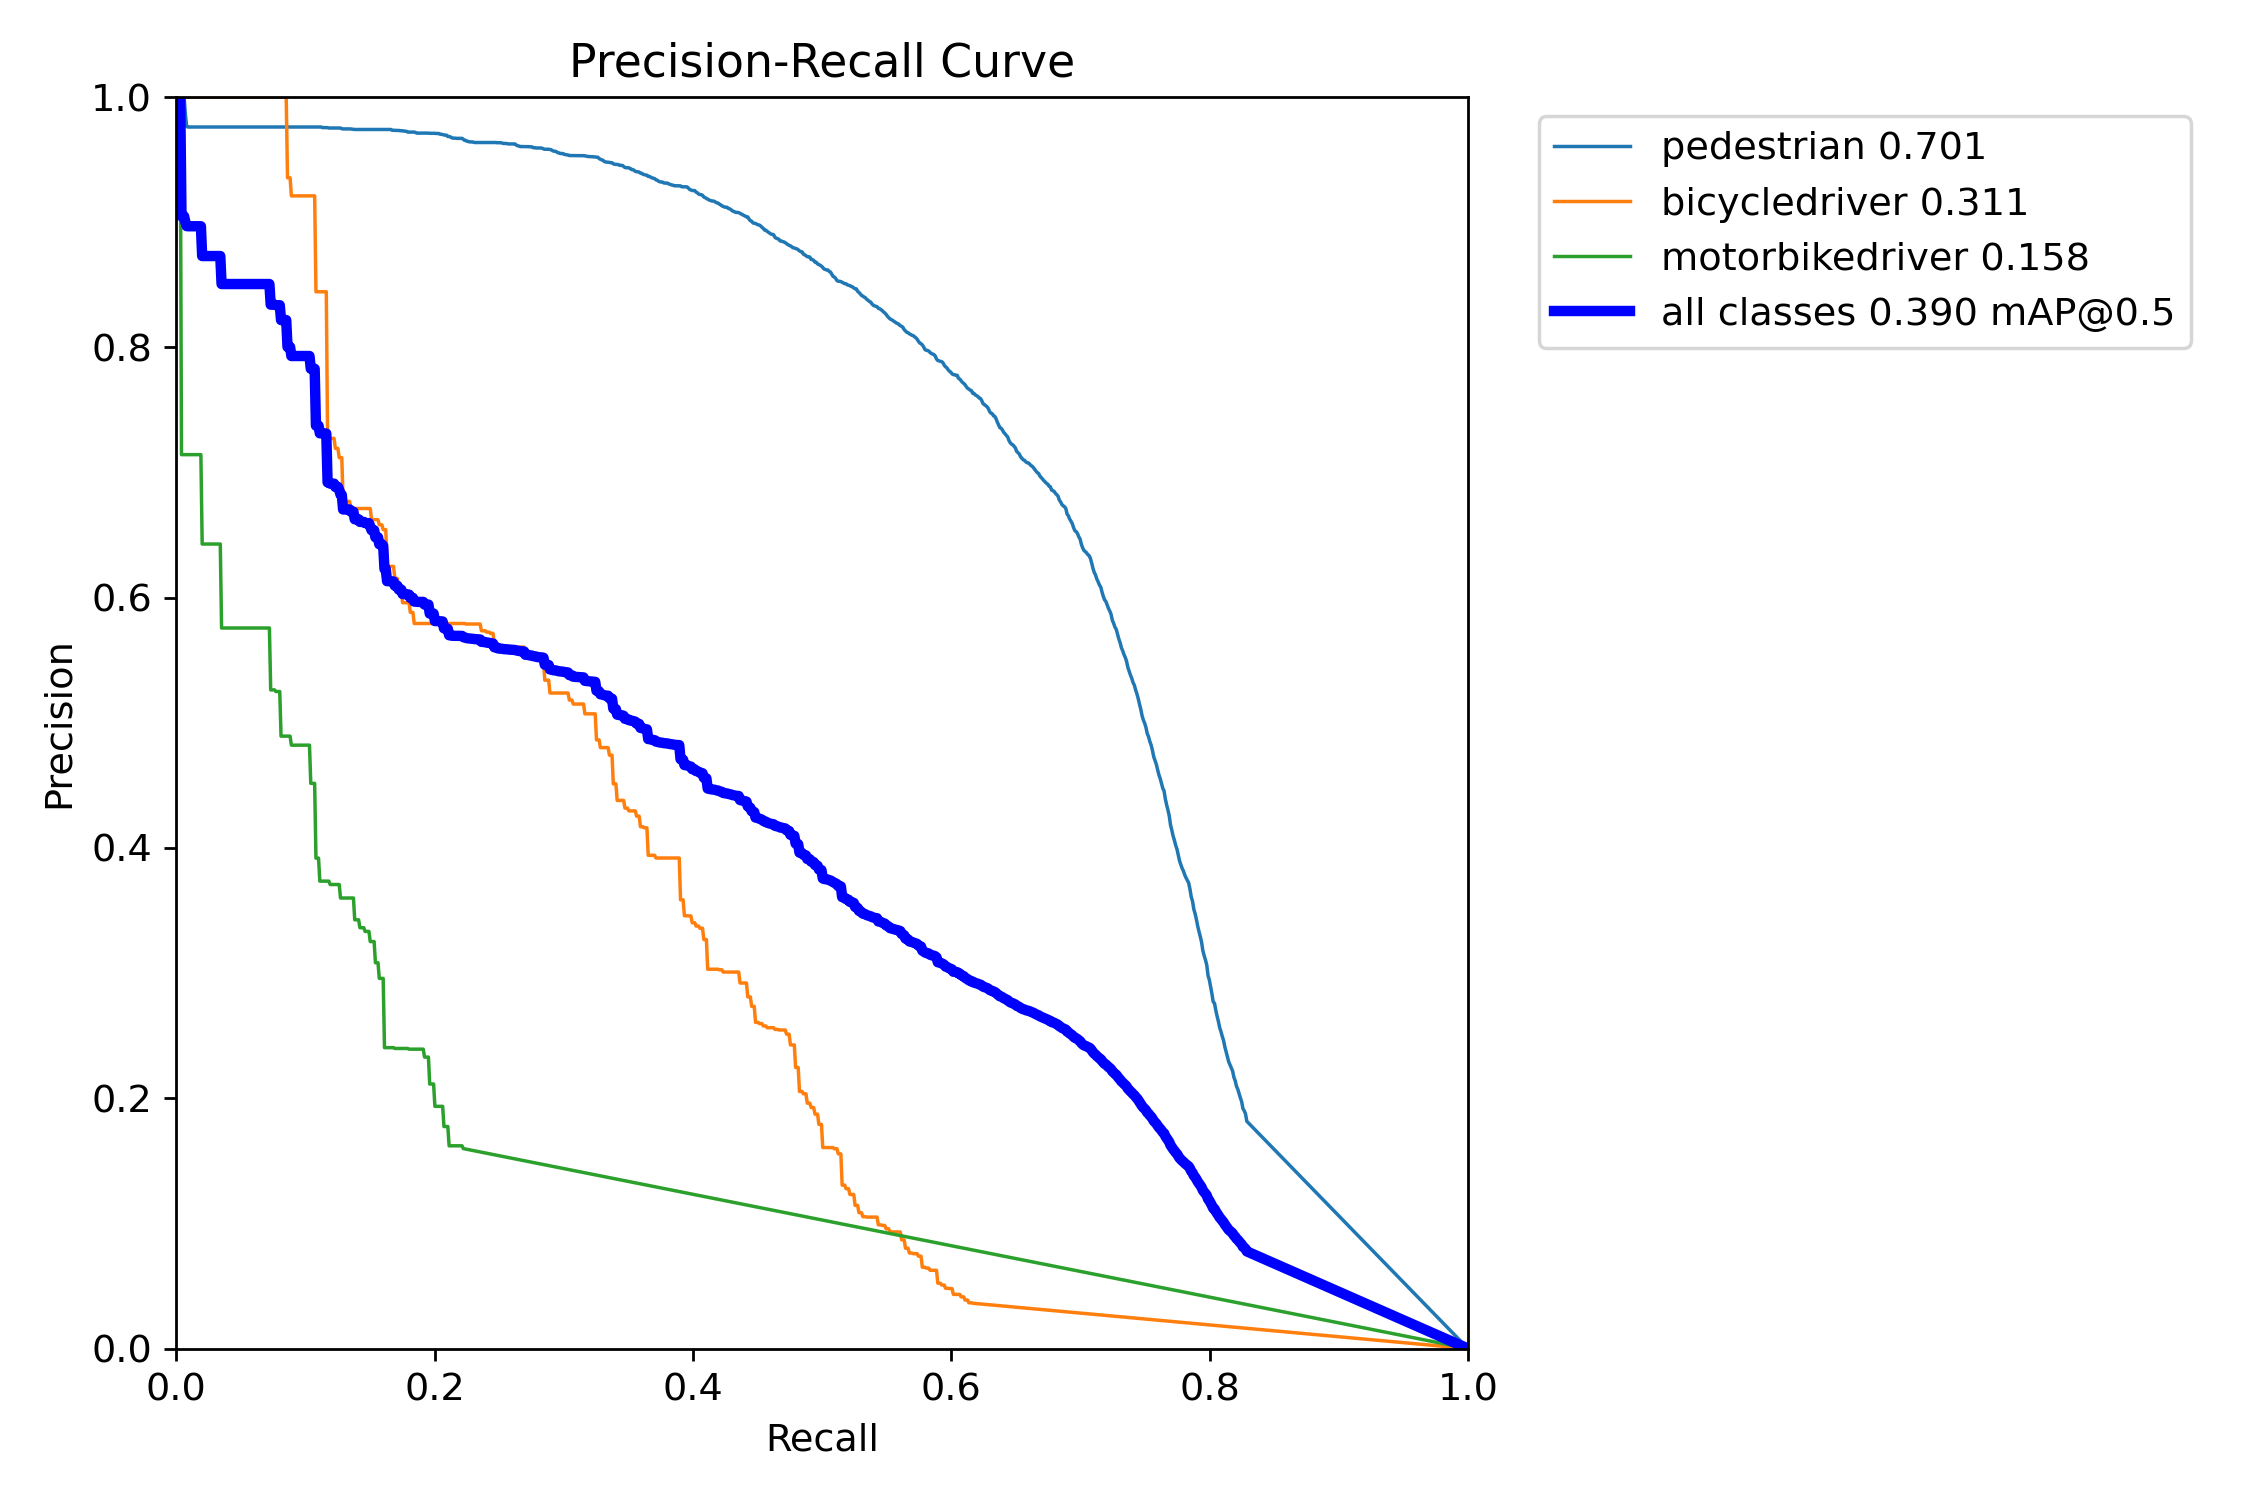 Precision-Recall Curve
pedestrian 0.701
bicycledriver 0.311
motorbikedriver 0.158
all classes 0.390 mAP@0.5
Precision
1.0
0.8
0.6
0.4
0.2
0.0
0.0 0.2 0.4 0.6 0.8 1.0
Recall